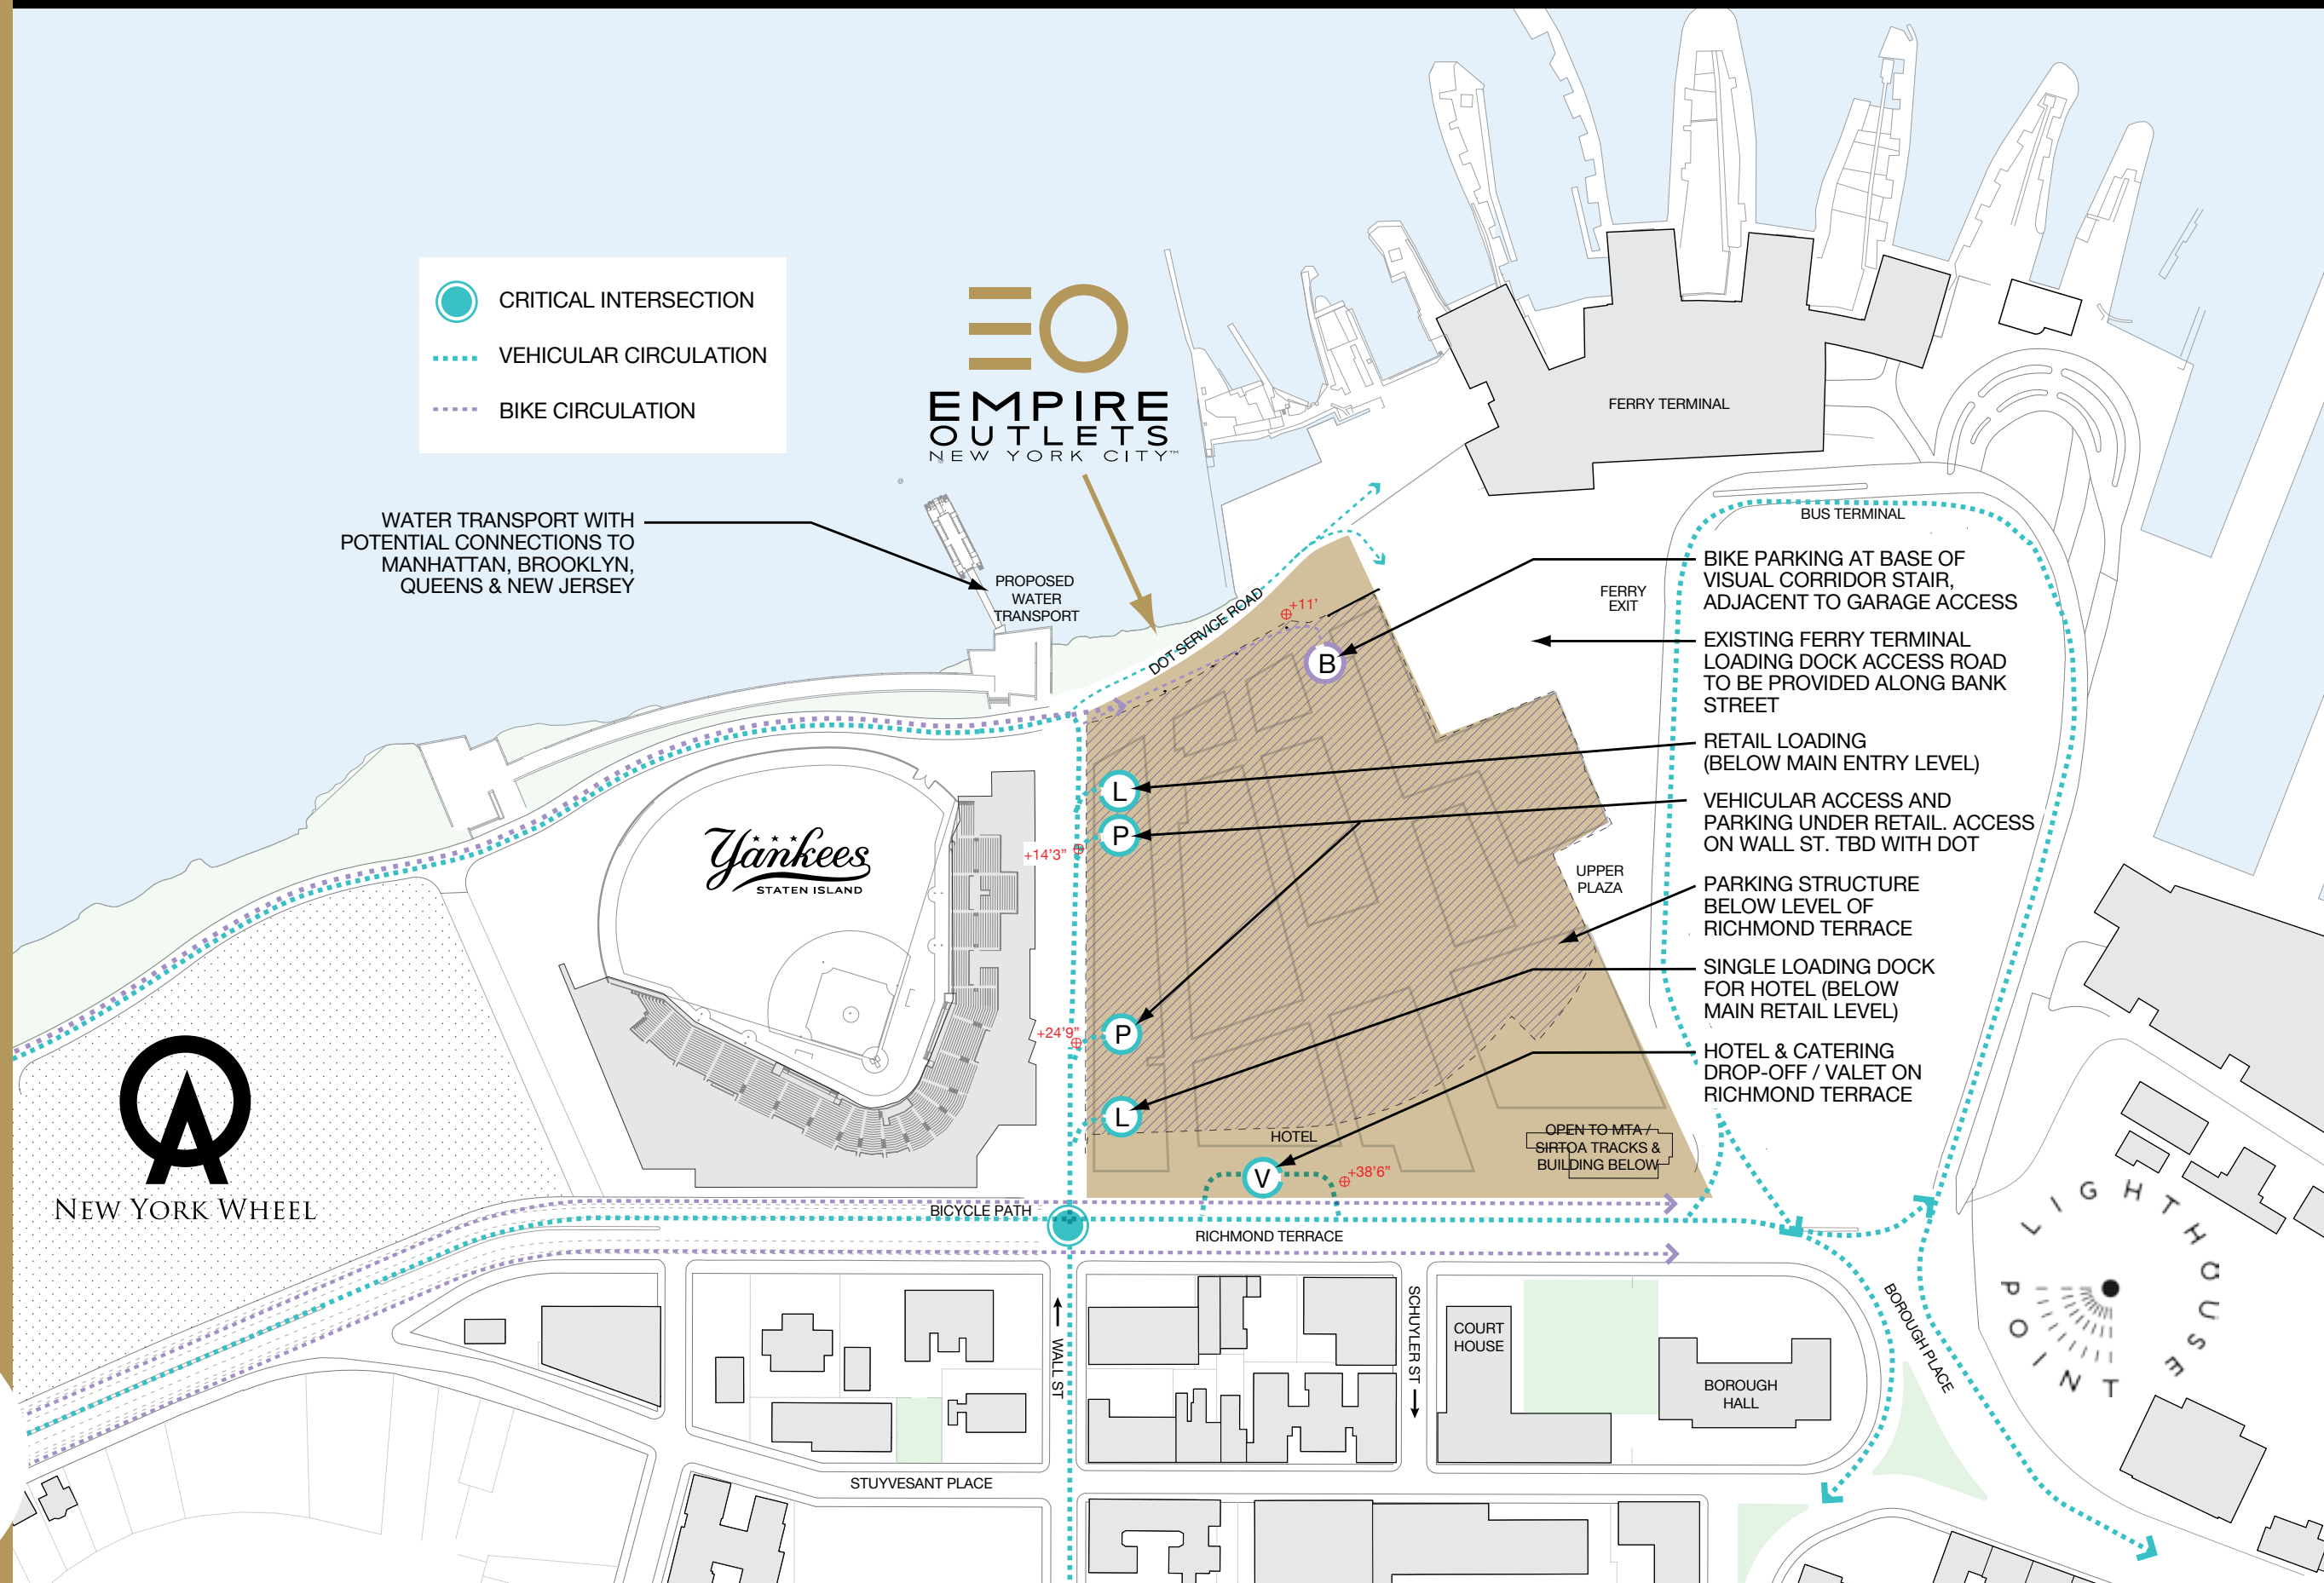 CRITICAL INTERSECTION
VEHICULAR CIRCULATION
BIKE CIRCULATION
EO
EMPIRE
OUTLETS
NEW YORK CITY™
WATER TRANSPORT WITH
POTENTIAL CONNECTIONS TO
MANHATTAN, BROOKLYN,
QUEENS & NEW JERSEY
PROPOSED
WATER
TRANSPORT
DOT SERVICE ROAD
+11'
B
FERRY TERMINAL
BUS TERMINAL
FERRY
EXIT
BIKE PARKING AT BASE OF
VISUAL CORRIDOR STAIR,
ADJACENT TO GARAGE ACCESS
EXISTING FERRY TERMINAL
LOADING DOCK ACCESS ROAD
TO BE PROVIDED ALONG BANK
STREET
RETAIL LOADING
(BELOW MAIN ENTRY LEVEL)
VEHICULAR ACCESS AND
PARKING UNDER RETAIL. ACCESS
ON WALL ST. TBD WITH DOT
PARKING STRUCTURE
BELOW LEVEL OF
RICHMOND TERRACE
SINGLE LOADING DOCK
FOR HOTEL (BELOW
MAIN RETAIL LEVEL)
HOTEL & CATERING
DROP-OFF / VALET ON
RICHMOND TERRACE
L
P
+14'3"
UPPER
PLAZA
Yankees
STATEN ISLAND
+24'9"
P
L
HOTEL
V
+38'6"
OPEN TO MTA /
SIRTOA TRACKS &
BUILDING BELOW
NEW YORK WHEEL
BICYCLE PATH
RICHMOND TERRACE
WALL ST
SCHUYLER ST
COURT
HOUSE
BOROUGH
HALL
BOROUGH PLACE
LIGHTHOUSE
POINT
STUYVESANT PLACE